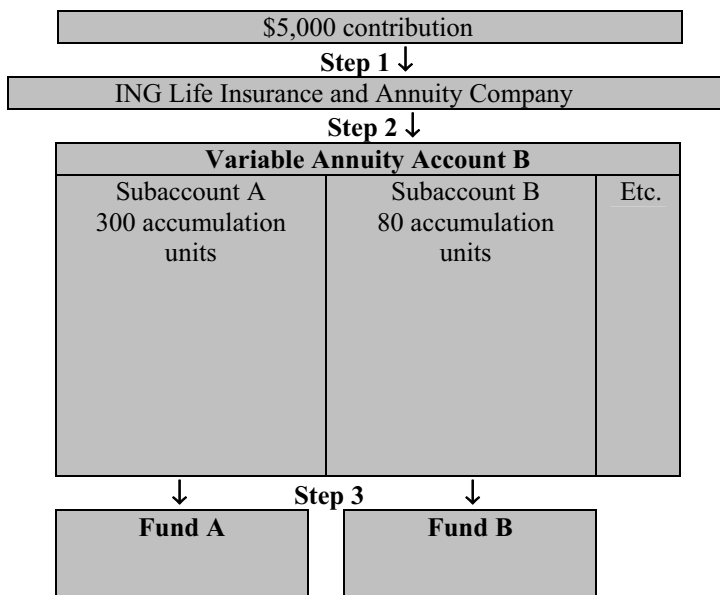 $5,000 contribution
Step 1 ↓
ING Life Insurance and Annuity Company
Step 2 ↓
Variable Annuity Account B
Subaccount A
300 accumulation
units
Subaccount B
80 accumulation
units
Etc.
↓ Step 3 ↓
Fund A
Fund B